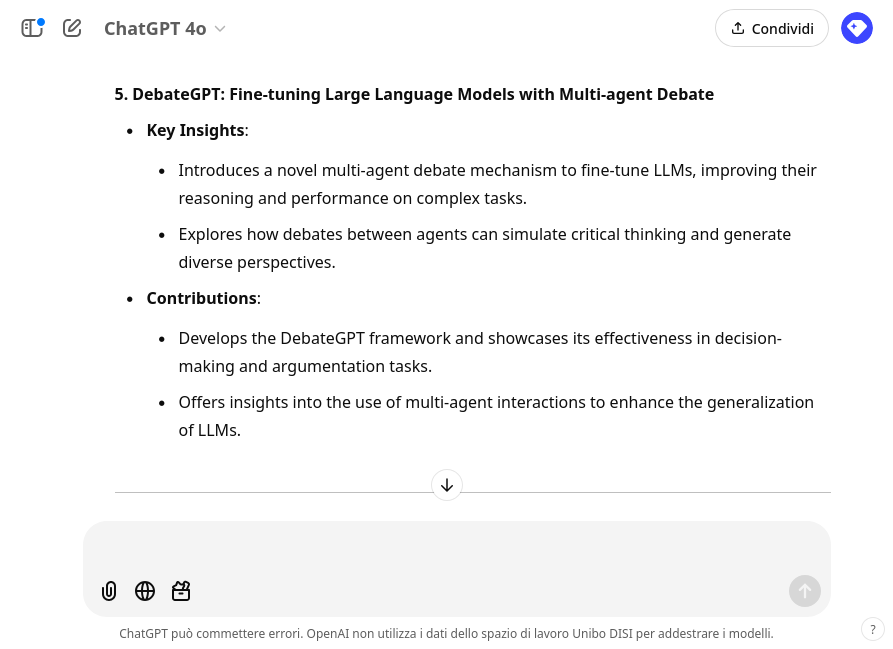 ChatGPT 4o
Condividi
5. DebateGPT: Fine-tuning Large Language Models with Multi-agent Debate
• Key Insights:
• Introduces a novel multi-agent debate mechanism to fine-tune LLMs, improving their
reasoning and performance on complex tasks.
• Explores how debates between agents can simulate critical thinking and generate
diverse perspectives.
• Contributions:
• Develops the DebateGPT framework and showcases its effectiveness in decision-
making and argumentation tasks.
• Offers insights into the use of multi-agent interactions to enhance the generalization
of LLMs.
ChatGPT può commettere errori. OpenAI non utilizza i dati dello spazio di lavoro Unibo DISI per addestrare i modelli.
?